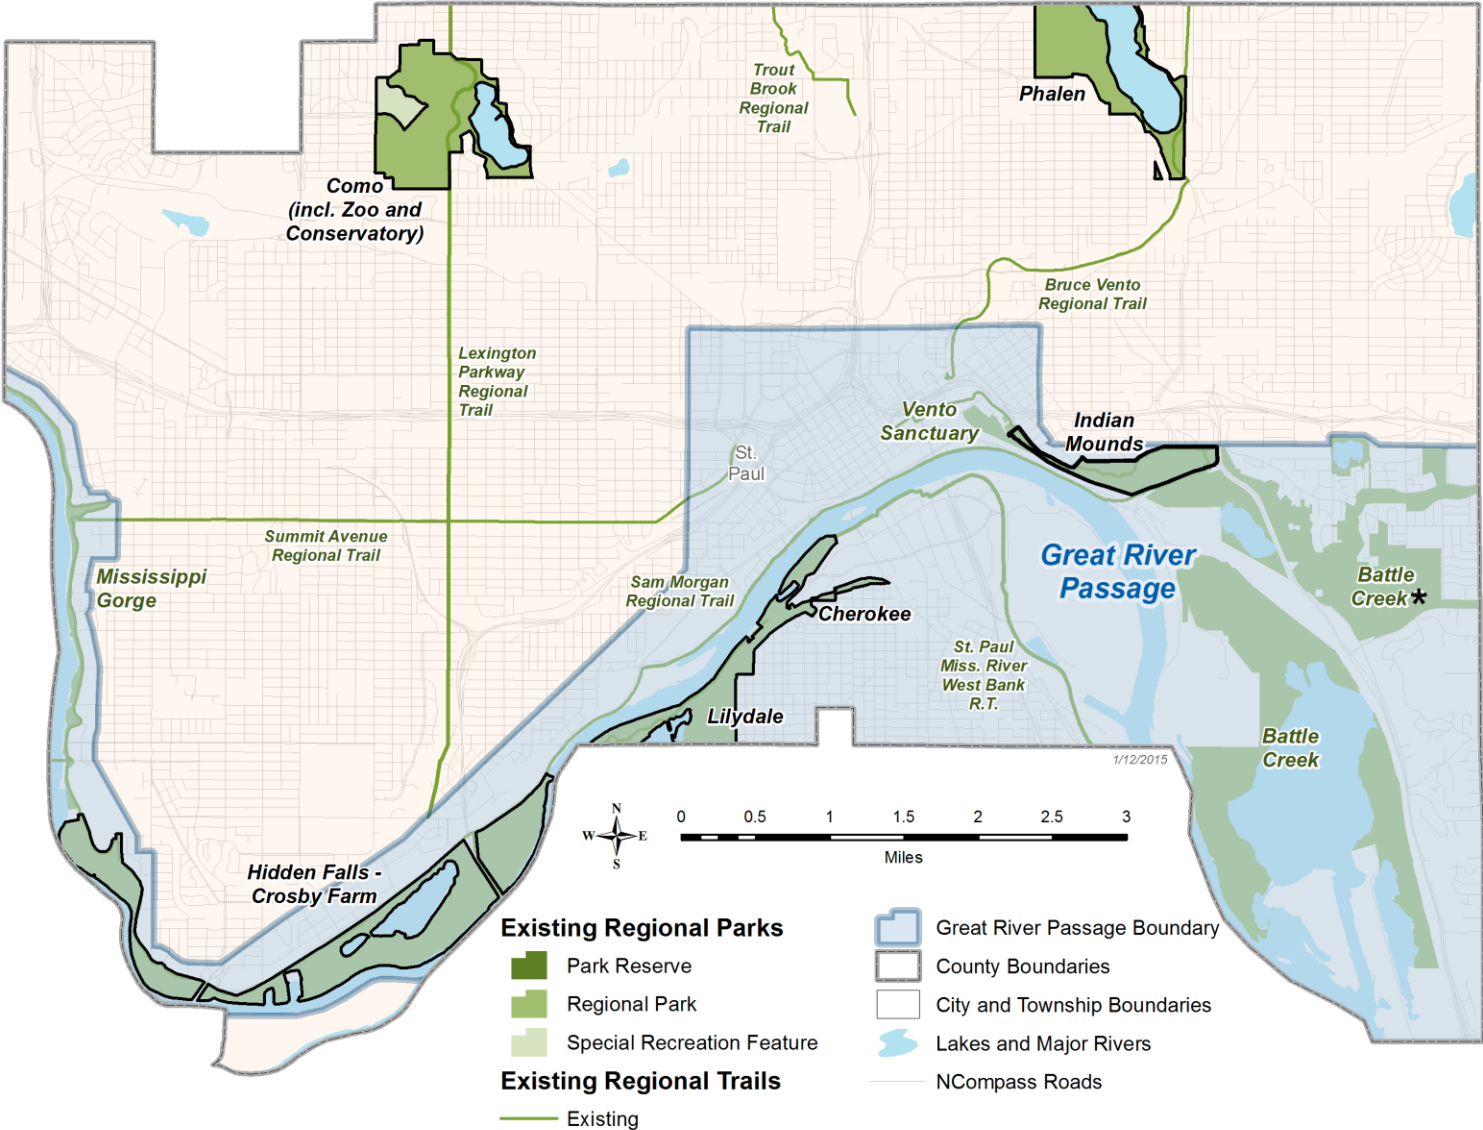 Trout
Brook
Regional
Trail
Phalen
Como
(incl. Zoo and
Conservatory)
Bruce Vento
Regional Trail
Lexington
Parkway
Regional
Trail
Vento
Sanctuary
Indian
Mounds
St.
Paul
Summit Avenue
Regional Trail
Mississippi
Gorge
Sam Morgan
Regional Trail
Great River
Passage
Battle
Creek*
Cherokee
St. Paul
Miss. River
West Bank
R.T.
Lilydale
Battle
Creek
1/12/2015
Hidden Falls -
Crosby Farm
N
W E
S
0 0.5 1 1.5 2 2.5 3
Miles
Existing Regional Parks
Park Reserve
Regional Park
Special Recreation Feature
Existing Regional Trails
Existing
Great River Passage Boundary
County Boundaries
City and Township Boundaries
Lakes and Major Rivers
NCompass Roads